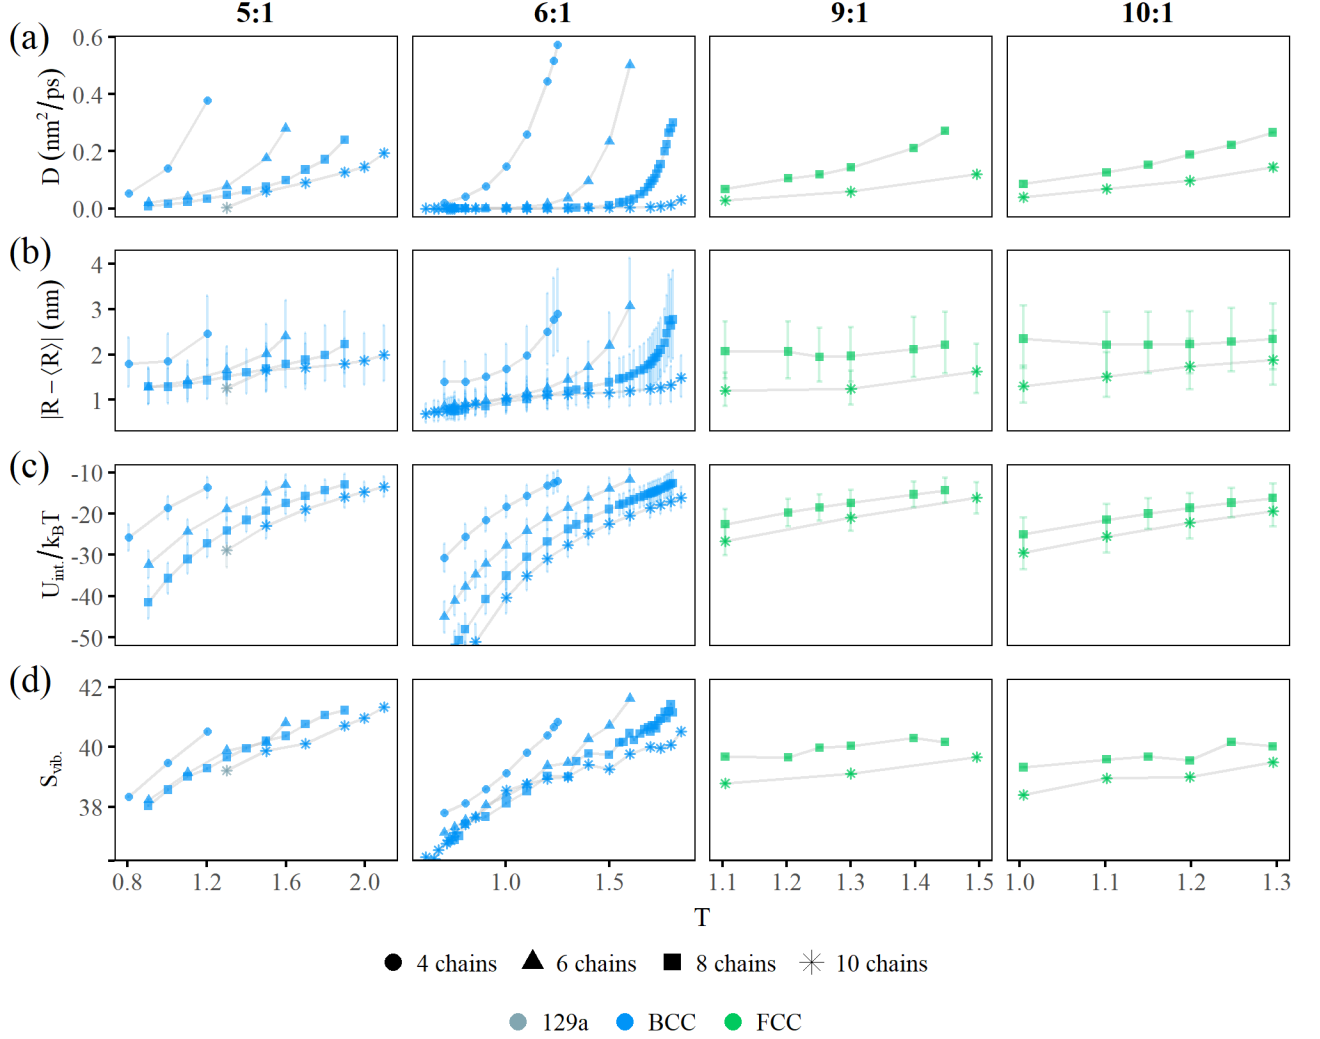 5:1 6:1 9:1 10:1
(a)
D (nm²/ps)
0.6
0.4
0.2
0.0
(b)
|R − ⟨R⟩| (nm)
4
3
2
1
(c)
U_int./k_BT
-10
-20
-30
-40
-50
(d)
S_vib.
42
40
38
0.8 1.2 1.6 2.0 1.0 1.5 1.1 1.2 1.3 1.4 1.5 1.0 1.1 1.2 1.3
T
4 chains 6 chains 8 chains 10 chains
129a BCC FCC